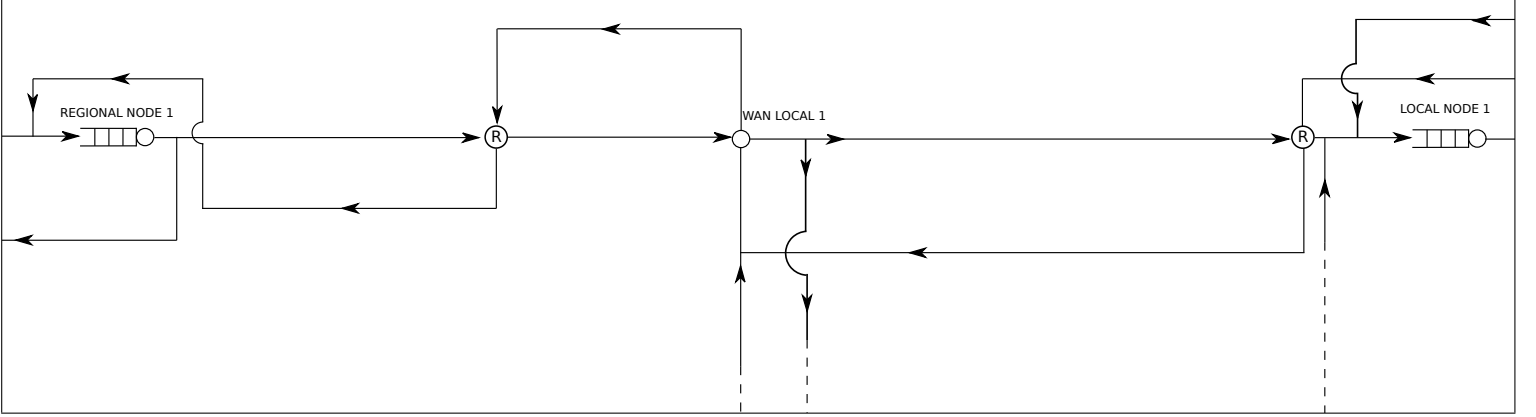 REGIONAL NODE 1
R
WAN LOCAL 1
R
LOCAL NODE 1